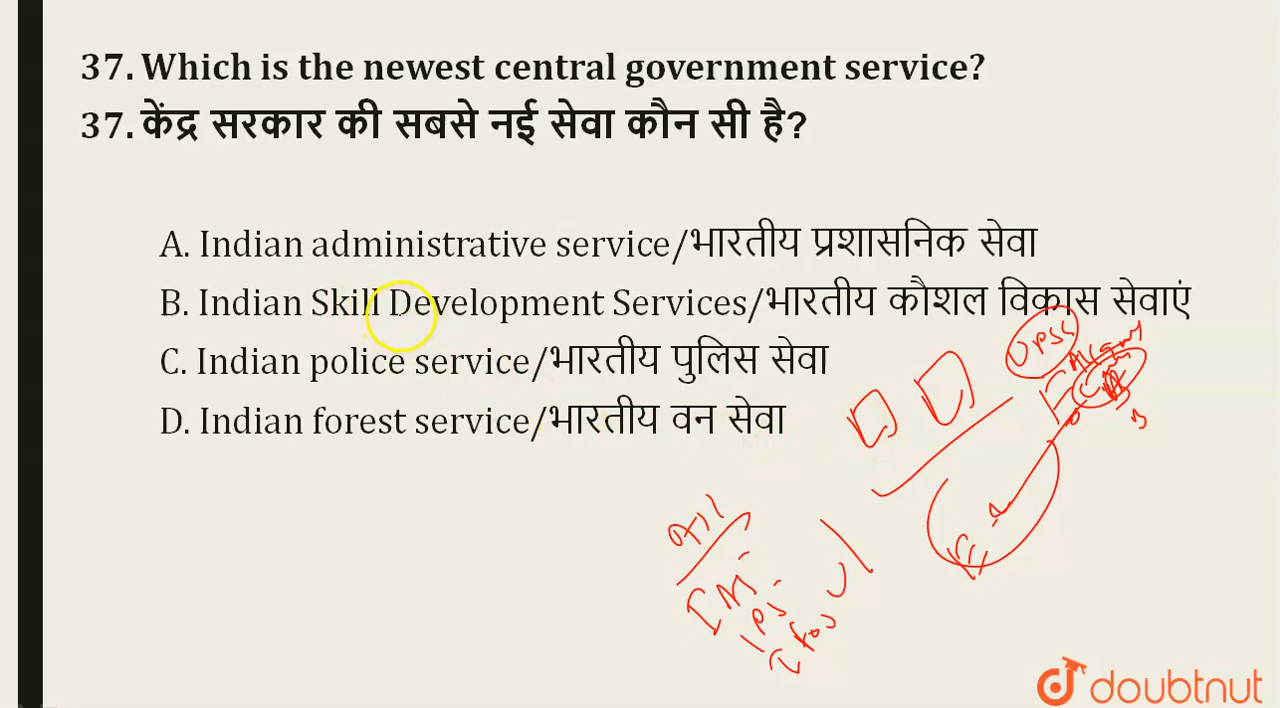 37. Which is the newest central government service?
37. केंद्र सरकार की सबसे नई सेवा कौन सी है?
A. Indian administrative service/भारतीय प्रशासनिक सेवा
B. Indian Skill Development Services/भारतीय कौशल विकास सेवाएं
C. Indian police service/भारतीय पुलिस सेवा
D. Indian forest service/भारतीय वन सेवा
UPSC
doubtnut